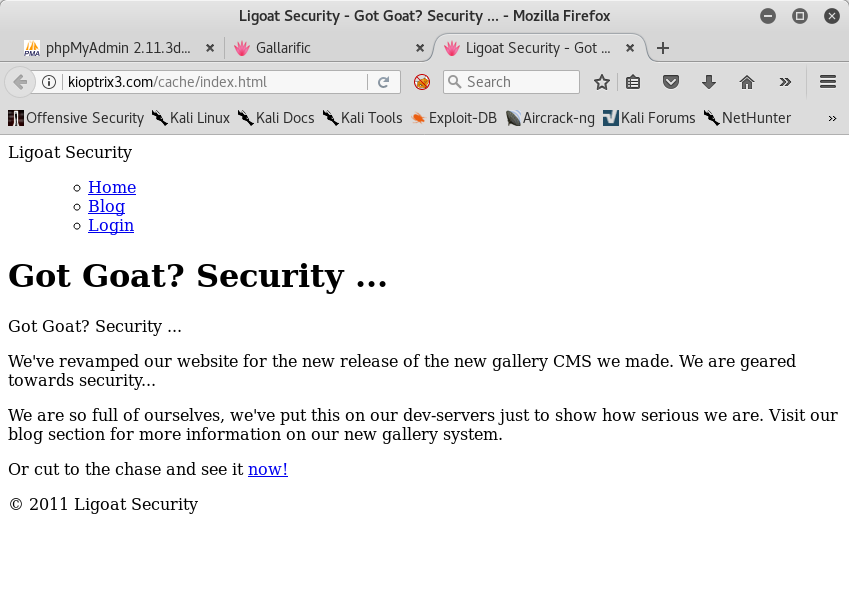 Ligoat Security - Got Goat? Security ... - Mozilla Firefox
phpMyAdmin 2.11.3d... Gallarific Ligoat Security - Got ...
kioptrix3.com/cache/index.html Search
Offensive Security Kali Linux Kali Docs Kali Tools Exploit-DB Aircrack-ng Kali Forums NetHunter
Ligoat Security
Home
Blog
Login
Got Goat? Security ...
Got Goat? Security ...
We've revamped our website for the new release of the new gallery CMS we made. We are geared
towards security...
We are so full of ourselves, we've put this on our dev-servers just to show how serious we are. Visit our
blog section for more information on our new gallery system.
Or cut to the chase and see it now!
© 2011 Ligoat Security